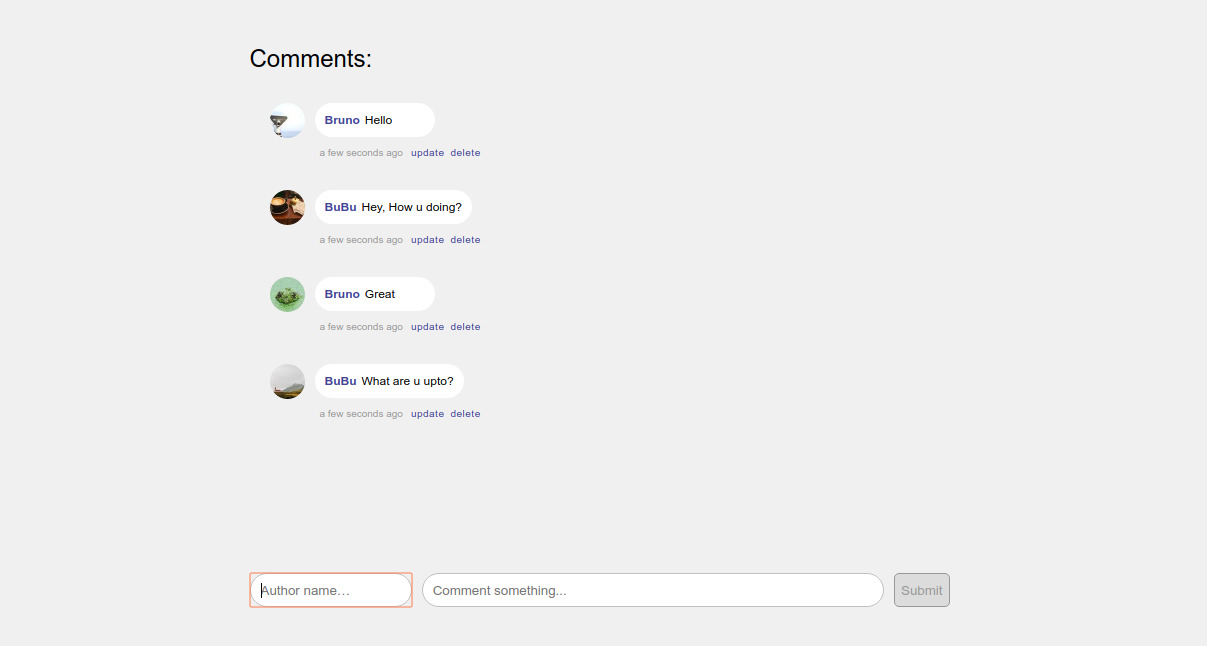 Comments:
Bruno Hello
a few seconds ago update delete
BuBu Hey, How u doing?
a few seconds ago update delete
Bruno Great
a few seconds ago update delete
BuBu What are u upto?
a few seconds ago update delete
Author name… Comment something... Submit